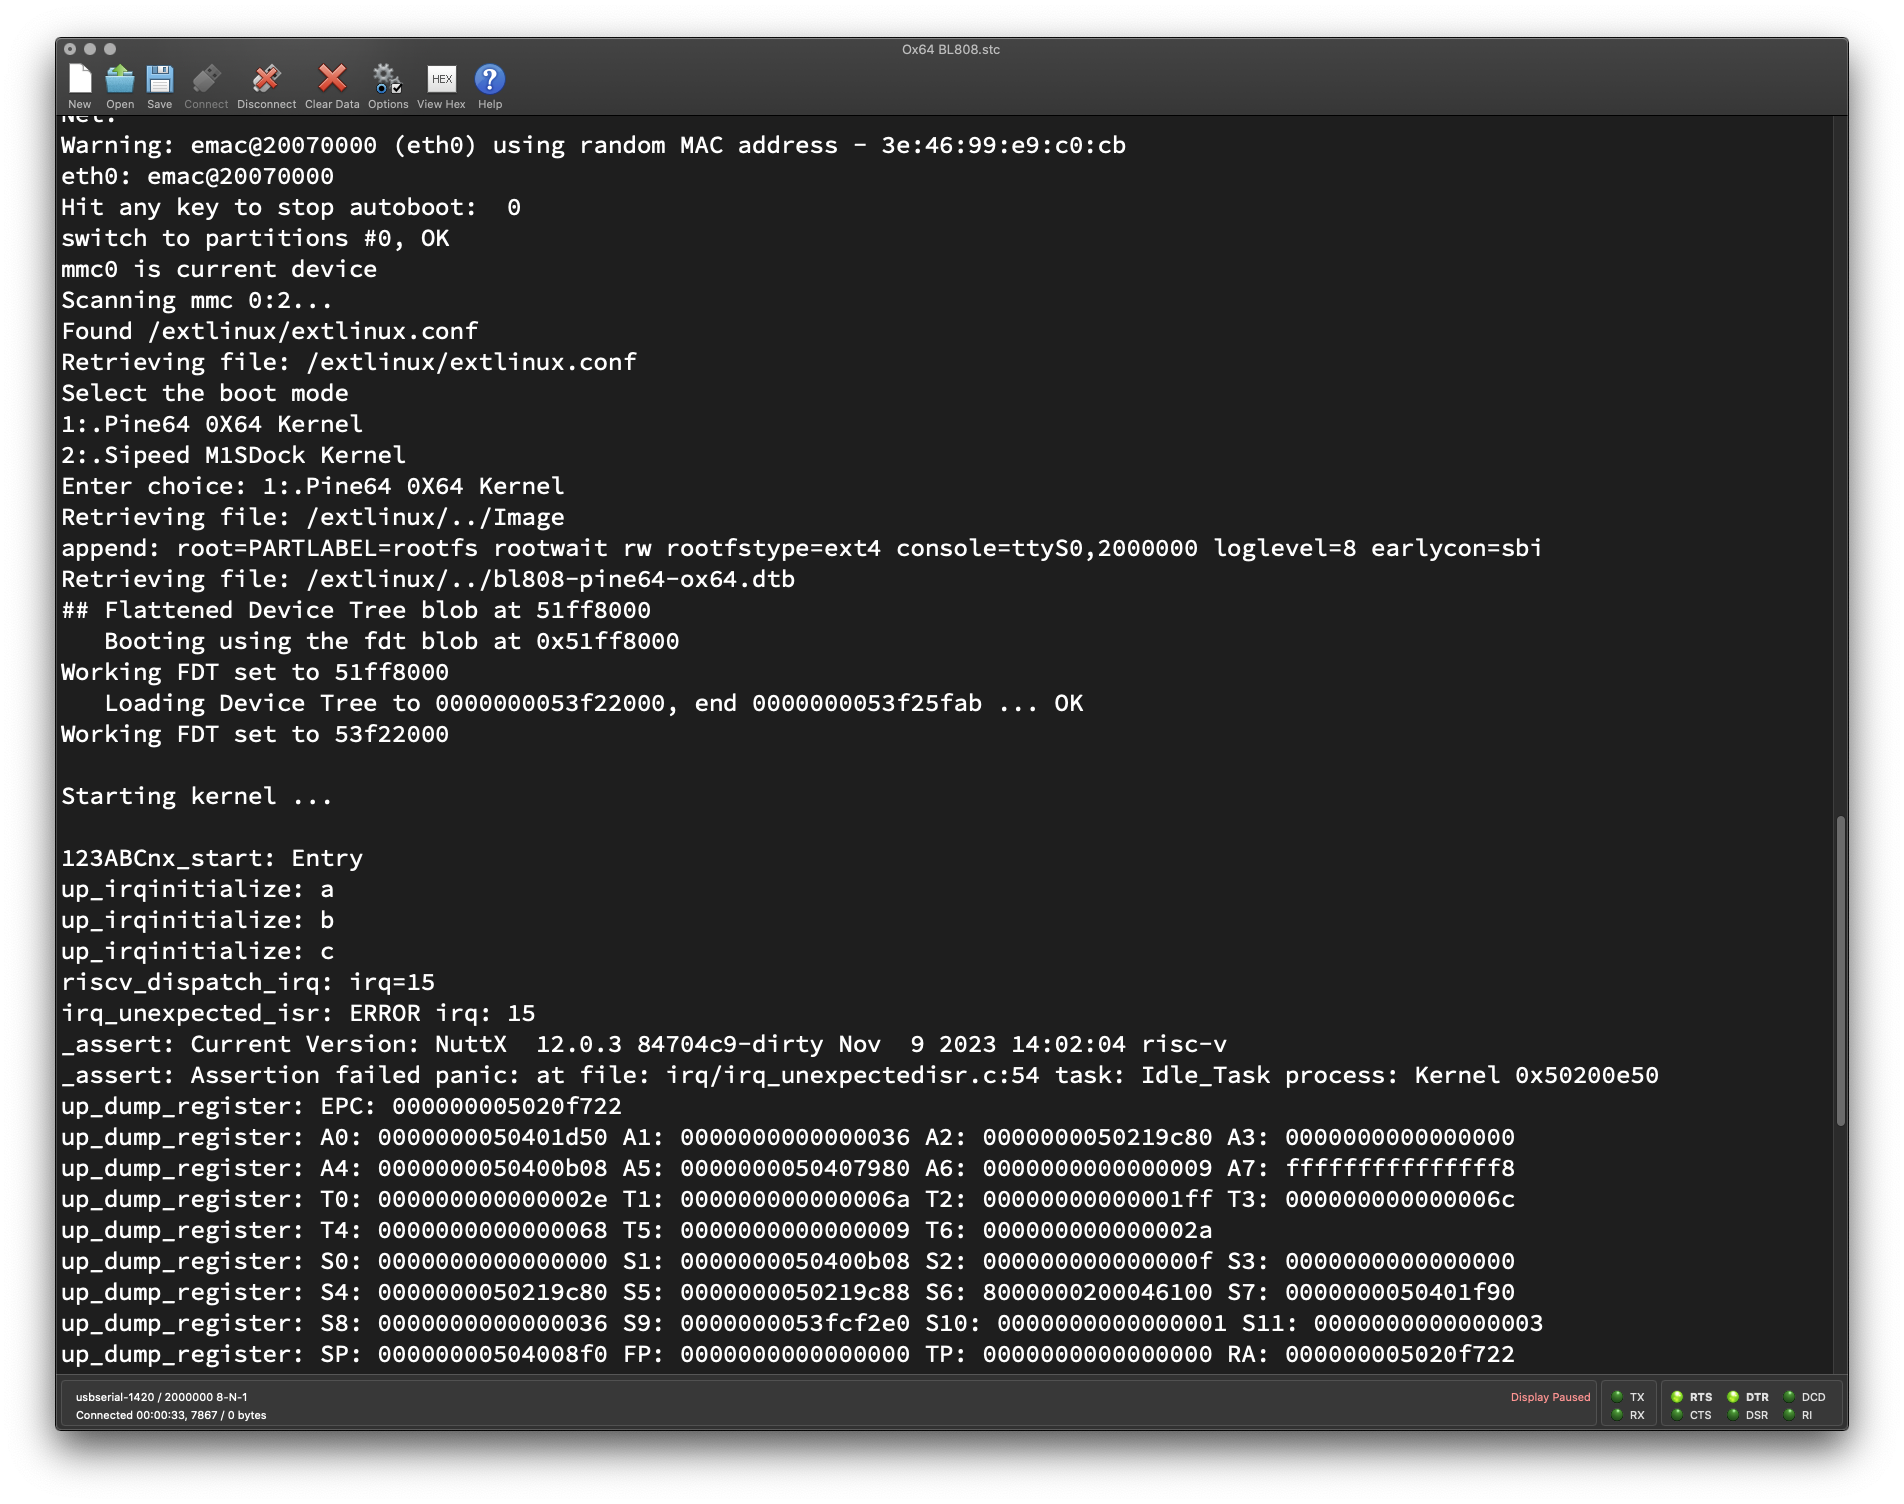 Ox64 BL808.stc
New Open Save Connect Disconnect Clear Data Options HEX View Hex ? Help
Net:
Warning: emac@20070000 (eth0) using random MAC address - 3e:46:99:e9:c0:cb
eth0: emac@20070000
Hit any key to stop autoboot:  0
switch to partitions #0, OK
mmc0 is current device
Scanning mmc 0:2...
Found /extlinux/extlinux.conf
Retrieving file: /extlinux/extlinux.conf
Select the boot mode
1:.Pine64 0X64 Kernel
2:.Sipeed M1SDock Kernel
Enter choice: 1:.Pine64 0X64 Kernel
Retrieving file: /extlinux/../Image
append: root=PARTLABEL=rootfs rootwait rw rootfstype=ext4 console=ttyS0,2000000 loglevel=8 earlycon=sbi
Retrieving file: /extlinux/../bl808-pine64-ox64.dtb
## Flattened Device Tree blob at 51ff8000
   Booting using the fdt blob at 0x51ff8000
Working FDT set to 51ff8000
   Loading Device Tree to 0000000053f22000, end 0000000053f25fab ... OK
Working FDT set to 53f22000
Starting kernel ...
123ABCnx_start: Entry
up_irqinitialize: a
up_irqinitialize: b
up_irqinitialize: c
riscv_dispatch_irq: irq=15
irq_unexpected_isr: ERROR irq: 15
_assert: Current Version: NuttX  12.0.3 84704c9-dirty Nov  9 2023 14:02:04 risc-v
_assert: Assertion failed panic: at file: irq/irq_unexpectedisr.c:54 task: Idle_Task process: Kernel 0x50200e50
up_dump_register: EPC: 000000005020f722
up_dump_register: A0: 0000000050401d50 A1: 0000000000000036 A2: 0000000050219c80 A3: 0000000000000000
up_dump_register: A4: 0000000050400b08 A5: 0000000050407980 A6: 0000000000000009 A7: fffffffffffffff8
up_dump_register: T0: 000000000000002e T1: 000000000000006a T2: 00000000000001ff T3: 000000000000006c
up_dump_register: T4: 0000000000000068 T5: 0000000000000009 T6: 000000000000002a
up_dump_register: S0: 0000000000000000 S1: 0000000050400b08 S2: 000000000000000f S3: 0000000000000000
up_dump_register: S4: 0000000050219c80 S5: 0000000050219c88 S6: 8000000200046100 S7: 0000000050401f90
up_dump_register: S8: 0000000000000036 S9: 0000000053fcf2e0 S10: 0000000000000001 S11: 0000000000000003
up_dump_register: SP: 00000000504008f0 FP: 0000000000000000 TP: 0000000000000000 RA: 000000005020f722
usbserial-1420 / 2000000 8-N-1
Connected 00:00:33, 7867 / 0 bytes
Display Paused
TX RTS DTR DCD
RX CTS DSR RI